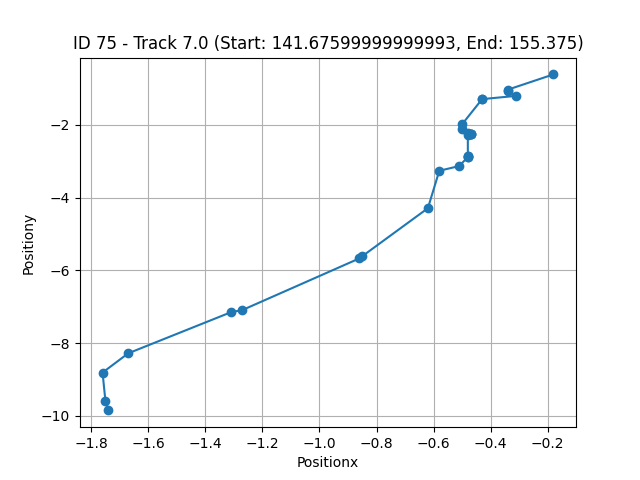 ID 75 - Track 7.0 (Start: 141.67599999999993, End: 155.375)
Positiony
−2
−4
−6
−8
−10
−1.8 −1.6 −1.4 −1.2 −1.0 −0.8 −0.6 −0.4 −0.2
Positionx